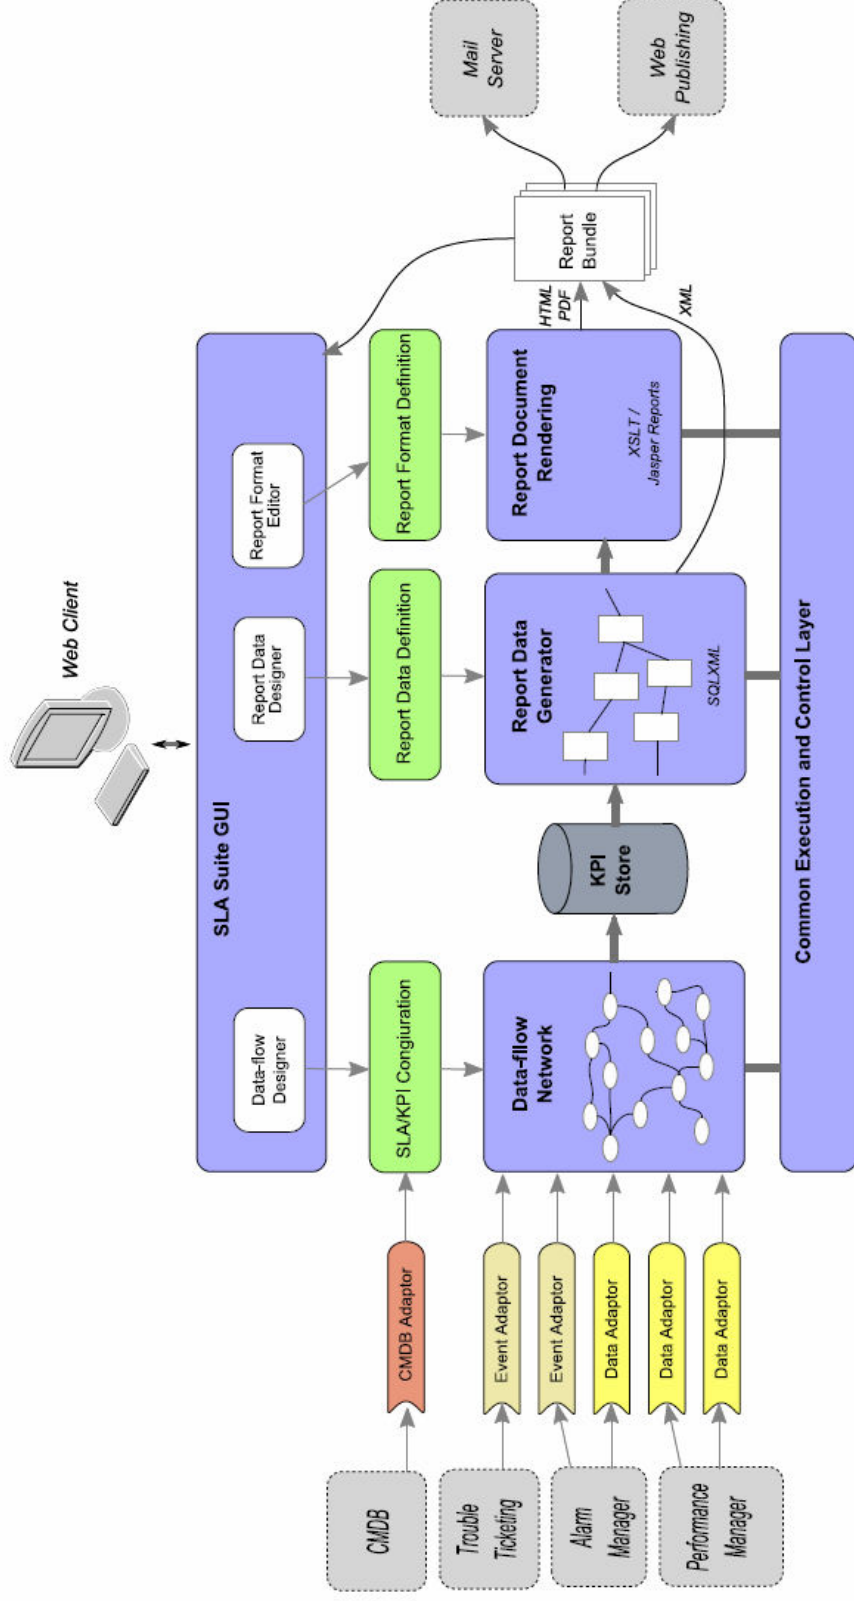 Web Client
SLA Suite GUI
Data-flow
Designer
Report Data
Designer
Report Format
Editor
CMDB
CMDB Adaptor
SLA/KPI Congiuration
Report Data Definition
Report Format Definition
Trouble
Ticketing
Alarm
Manager
Performance
Manager
Event Adaptor
Event Adaptor
Data Adaptor
Data Adaptor
Data Adaptor
Data-fllow
Network
KPI
Store
Report Data
Generator
SQLXML
Report Document
Rendering
XSLT /
Jasper Reports
HTML
PDF
XML
Report
Bundle
Mail
Server
Web
Publishing
Common Execution and Control Layer